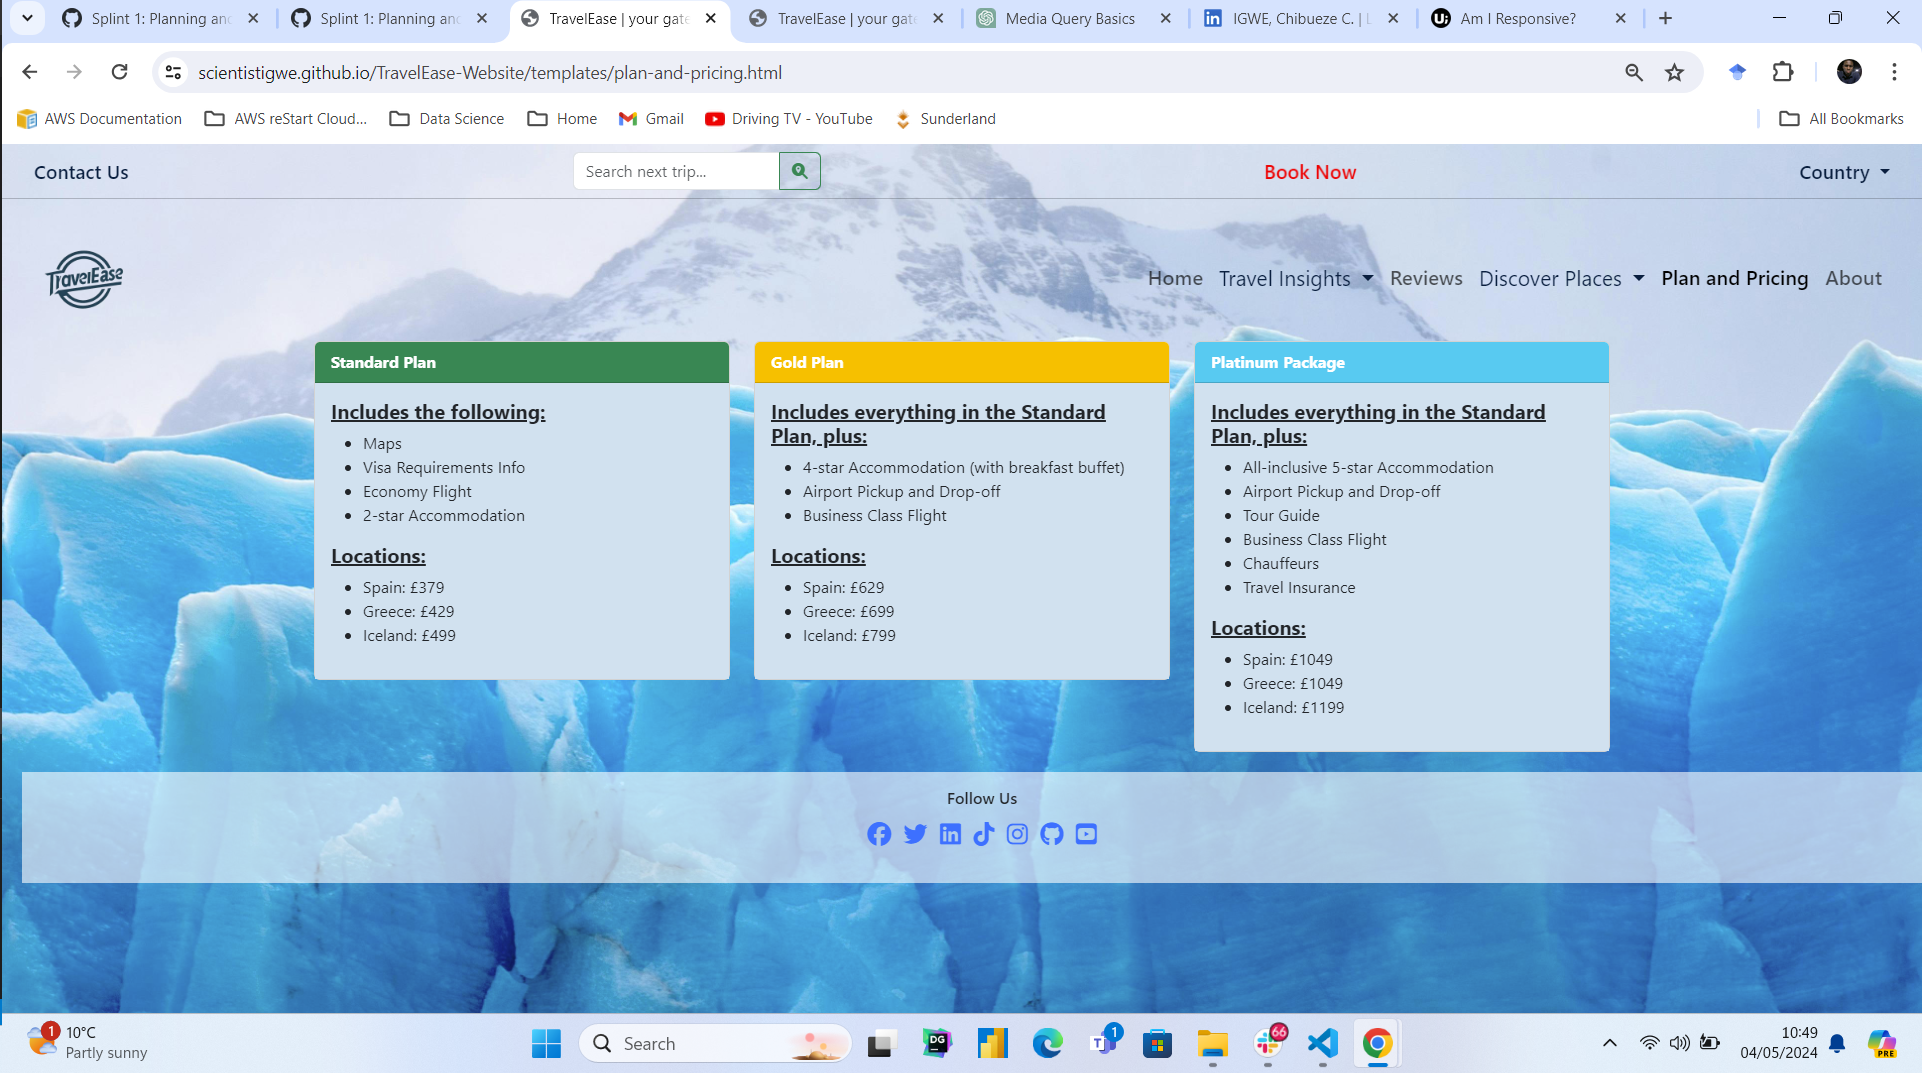 Splint 1: Planning and
Splint 1: Planning and
TravelEase | your gate
TravelEase | your gate
Media Query Basics
IGWE, Chibueze C. | L
Am I Responsive?
scientistigwe.github.io/TravelEase-Website/templates/plan-and-pricing.html
AWS Documentation
AWS reStart Cloud...
Data Science
Home
Gmail
Driving TV - YouTube
Sunderland
All Bookmarks
Contact Us
Search next trip...
Book Now
Country
TravelEase
Home
Travel Insights
Reviews
Discover Places
Plan and Pricing
About
Standard Plan
Includes the following:
Maps
Visa Requirements Info
Economy Flight
2-star Accommodation
Locations:
Spain: £379
Greece: £429
Iceland: £499
Gold Plan
Includes everything in the Standard
Plan, plus:
4-star Accommodation (with breakfast buffet)
Airport Pickup and Drop-off
Business Class Flight
Locations:
Spain: £629
Greece: £699
Iceland: £799
Platinum Package
Includes everything in the Standard
Plan, plus:
All-inclusive 5-star Accommodation
Airport Pickup and Drop-off
Tour Guide
Business Class Flight
Chauffeurs
Travel Insurance
Locations:
Spain: £1049
Greece: £1049
Iceland: £1199
Follow Us
1
10°C
Partly sunny
Search
DG
1
66
10:49
04/05/2024
PRE